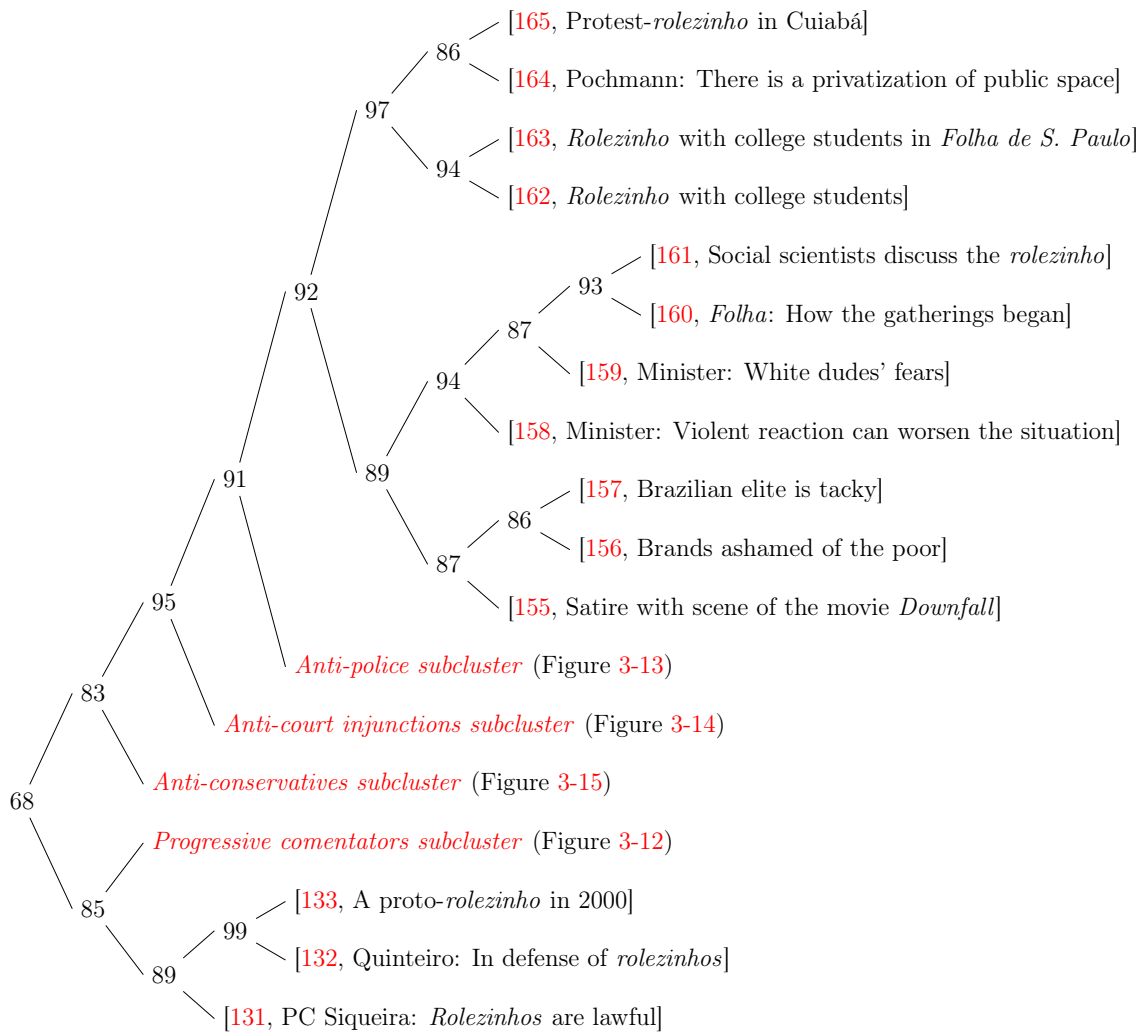 [165, Protest-rolezinho in Cuiabá]
86
[164, Pochmann: There is a privatization of public space]
97
[163, Rolezinho with college students in Folha de S. Paulo]
94
[162, Rolezinho with college students]
[161, Social scientists discuss the rolezinho]
93
92
[160, Folha: How the gatherings began]
87
[159, Minister: White dudes' fears]
94
[158, Minister: Violent reaction can worsen the situation]
89
91
[157, Brazilian elite is tacky]
86
[156, Brands ashamed of the poor]
87
95
[155, Satire with scene of the movie Downfall]
Anti-police subcluster (Figure 3-13)
83
Anti-court injunctions subcluster (Figure 3-14)
Anti-conservatives subcluster (Figure 3-15)
68
Progressive comentators subcluster (Figure 3-12)
[133, A proto-rolezinho in 2000]
85
99
[132, Quinteiro: In defense of rolezinhos]
89
[131, PC Siqueira: Rolezinhos are lawful]